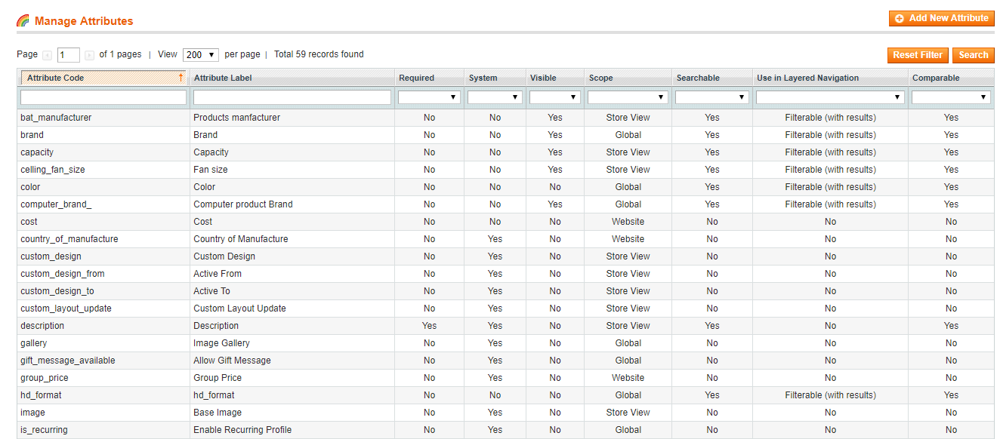 Manage Attributes
Add New Attribute
Page 1 of 1 pages | View 200 per page | Total 59 records found
Reset Filter Search
Attribute Code Attribute Label Required System Visible Scope Searchable Use in Layered Navigation Comparable
bat_manufacturer Products manfacturer No No Yes Store View Yes Filterable (with results) Yes
brand Brand No No Yes Global Yes Filterable (with results) Yes
capacity Capacity No No Yes Store View Yes Filterable (with results) Yes
celling_fan_size Fan size No No Yes Store View Yes Filterable (with results) Yes
color Color No No No Global Yes Filterable (with results) Yes
computer_brand_ Computer product Brand No No Yes Global Yes Filterable (with results) Yes
cost Cost No No No Website No No No
country_of_manufacture Country of Manufacture No Yes No Website No No No
custom_design Custom Design No Yes No Store View No No No
custom_design_from Active From No Yes No Store View No No No
custom_design_to Active To No Yes No Store View No No No
custom_layout_update Custom Layout Update No Yes No Store View No No No
description Description Yes Yes No Store View Yes No Yes
gallery Image Gallery No Yes No Global No No No
gift_message_available Allow Gift Message No Yes No Global No No No
group_price Group Price No Yes No Website No No No
hd_format hd_format No No No Global Yes Filterable (with results) Yes
image Base Image No Yes No Store View No No No
is_recurring Enable Recurring Profile No Yes No Global No No No